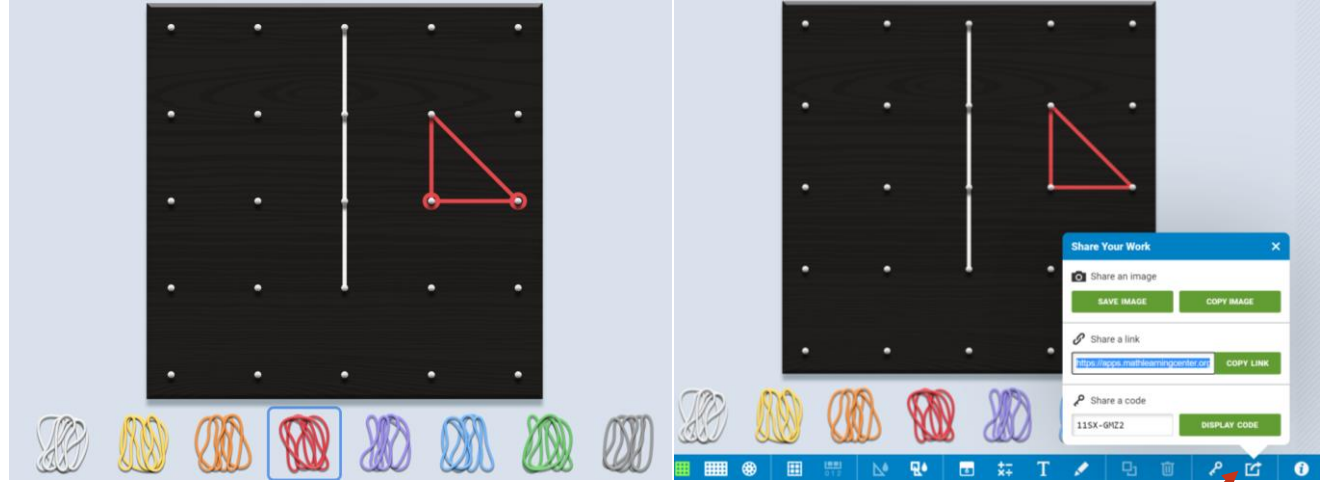 Share Your Work
Share an image
SAVE IMAGE
COPY IMAGE
Share a link
https://apps.mathlearningcenter.org
COPY LINK
Share a code
11SX-GMZ2
DISPLAY CODE
T